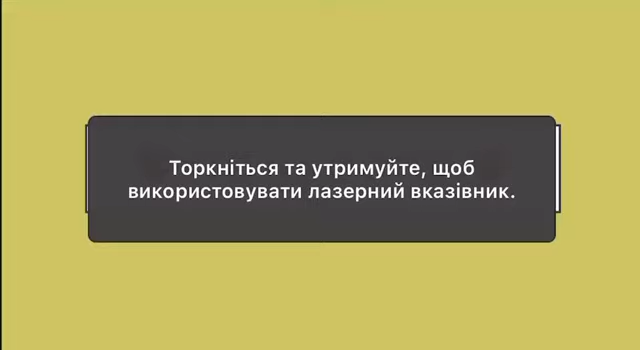 Торкніться та утримуйте, щоб
використовувати лазерний вказівник.